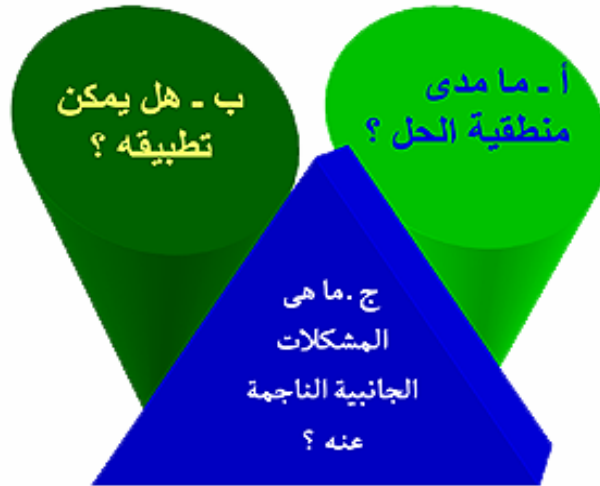 أ ـ ما مدى
منطقية الحل ؟
ب ـ هل يمكن
تطبيقه ؟
ج .ما هى
المشكلات
الجانبية الناجمة
عنه ؟